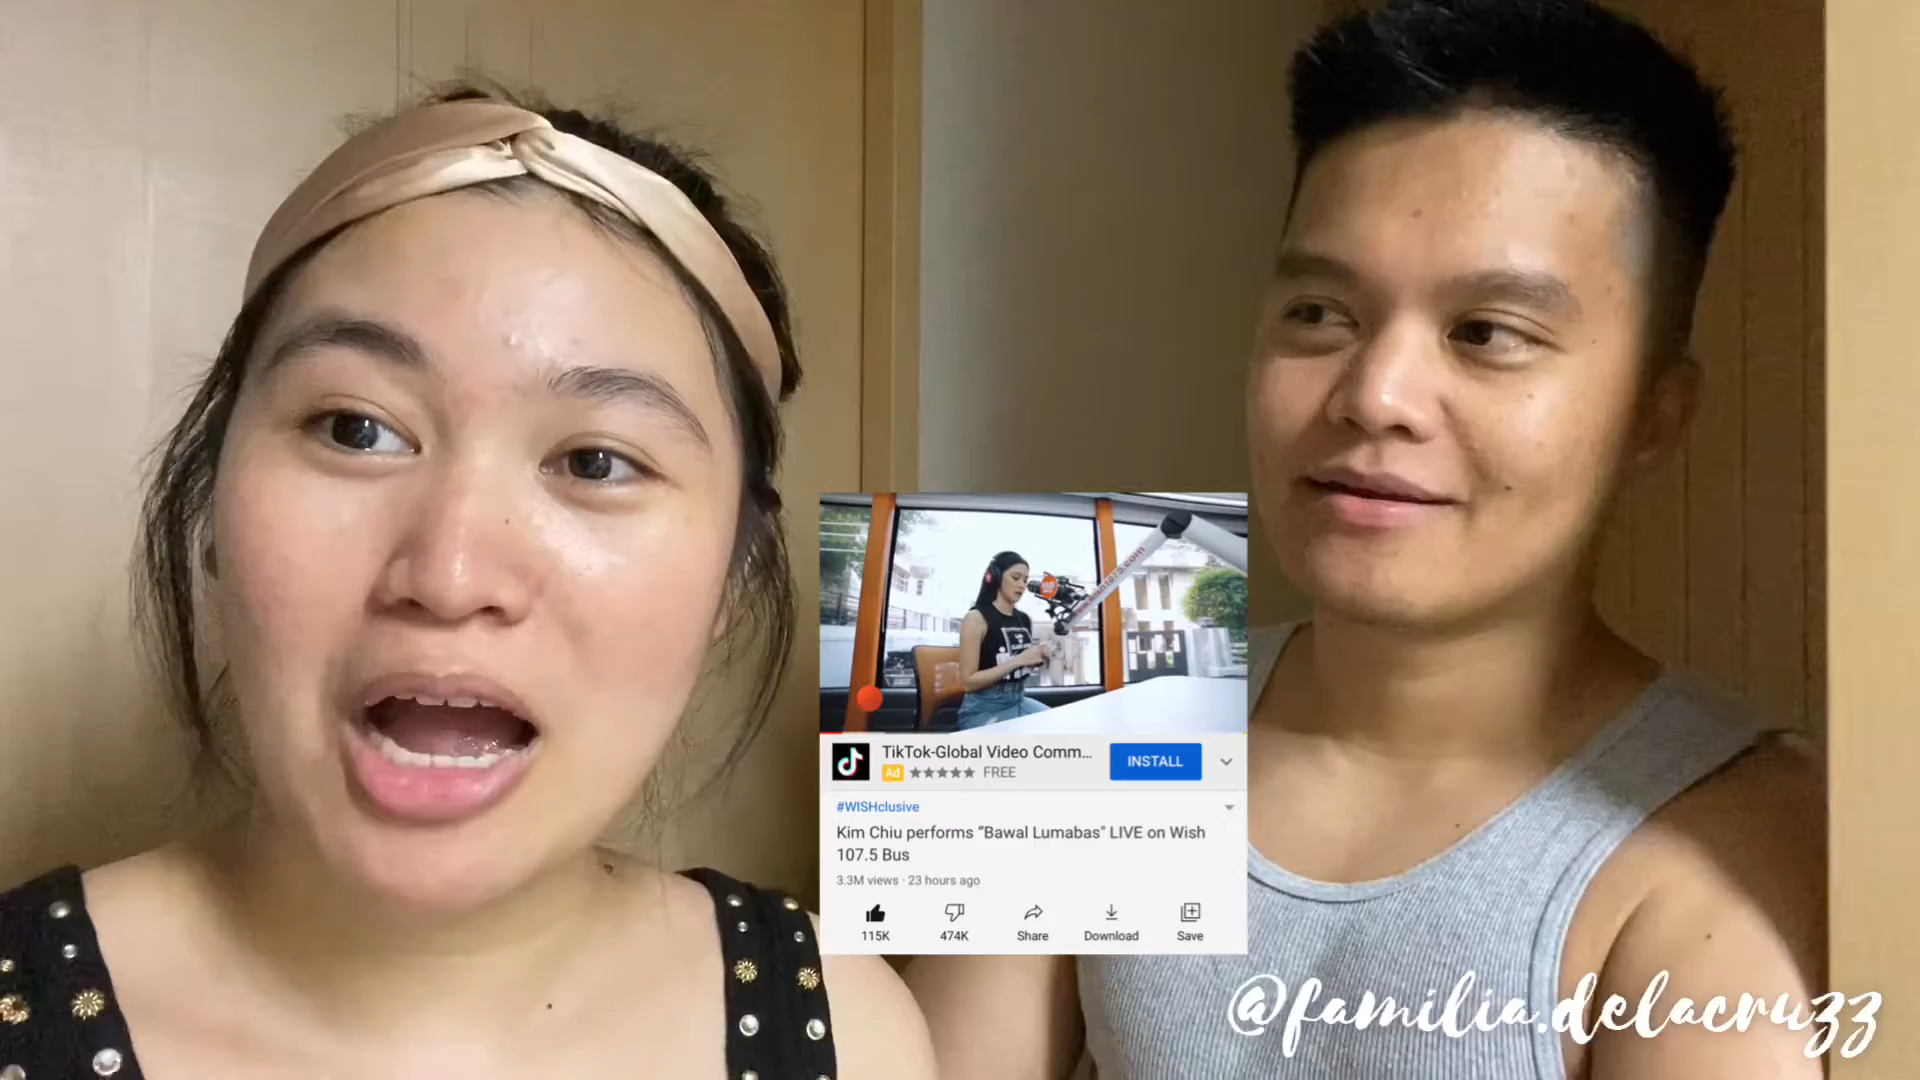 TikTok-Global Video Comm...
INSTALL
Ad
FREE
#WISHclusive
Kim Chiu performs "Bawal Lumabas" LIVE on Wish
107.5 Bus
3.3M views · 23 hours ago
115K
474K
Share
Download
Save
@familia.delacruzz